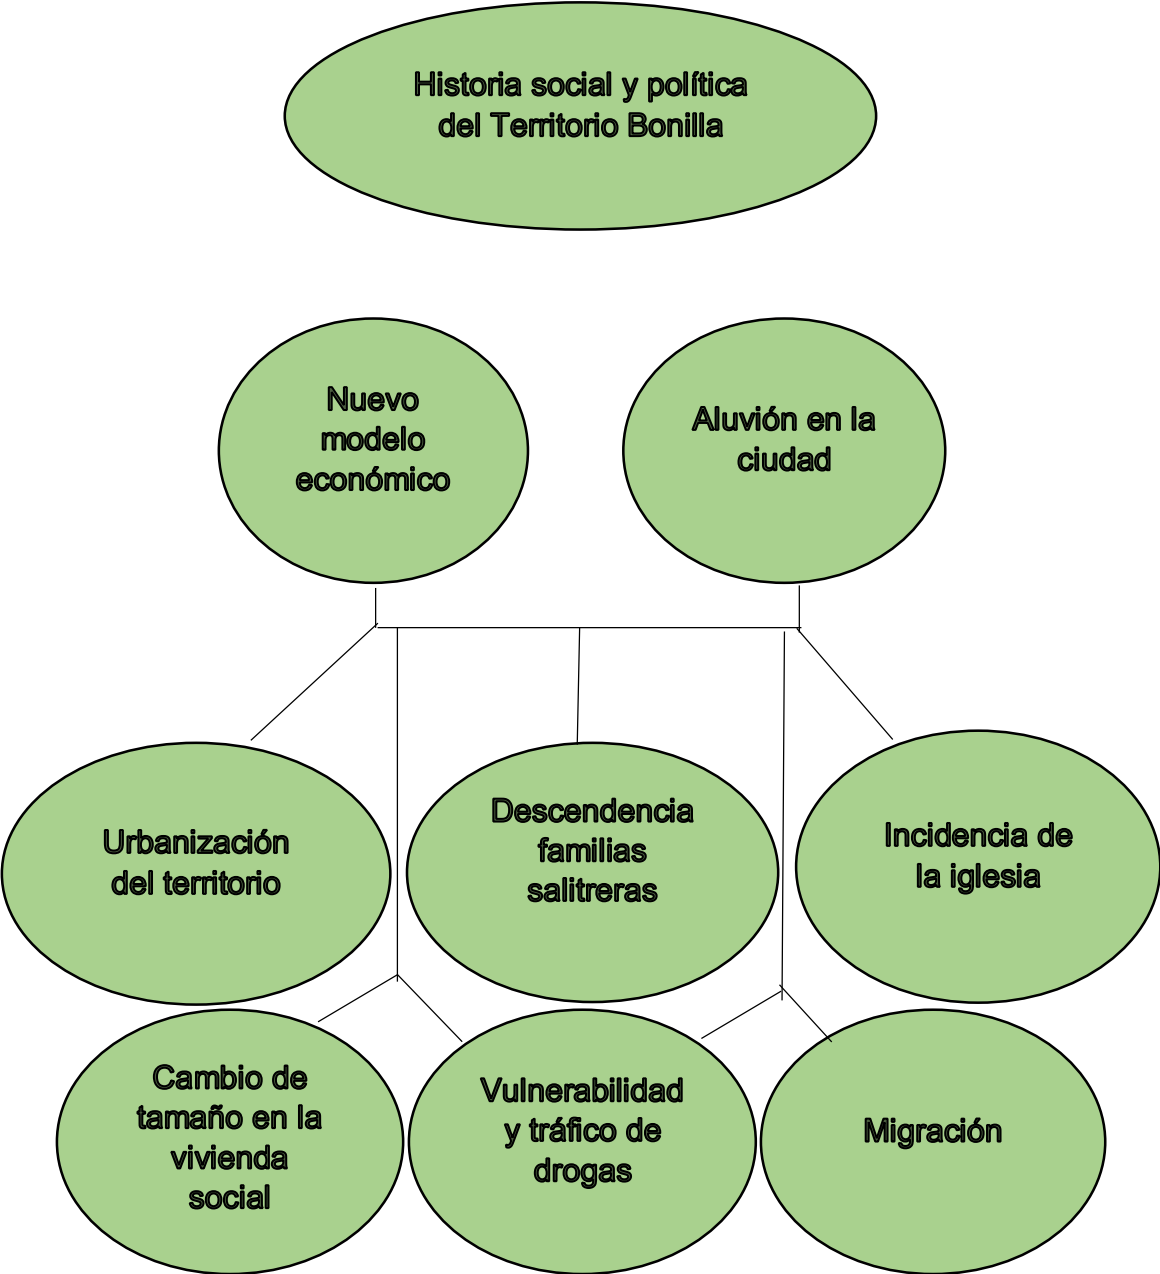 Historia social y política
del Territorio Bonilla
Nuevo
modelo
económico
Aluvión en la
ciudad
Urbanización
del territorio
Descendencia
familias
salitreras
Incidencia de
la iglesia
Cambio de
tamaño en la
vivienda
social
Vulnerabilidad
y tráfico de
drogas
Migración